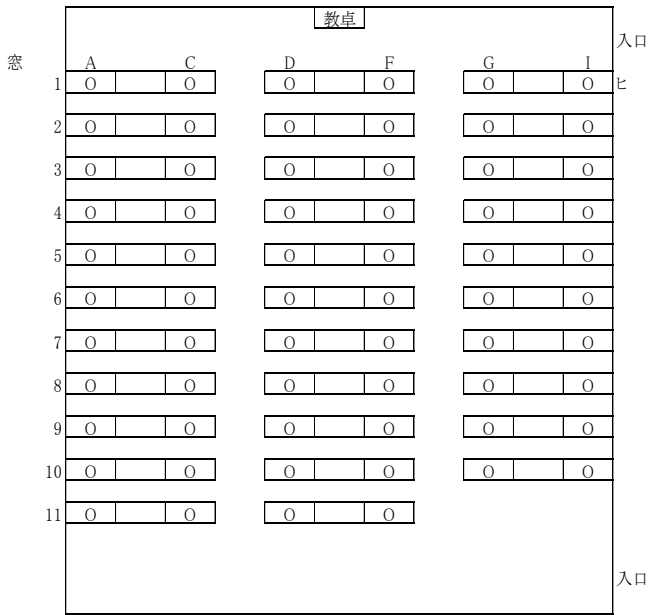 教卓
入口
窓
A C D F G I
1 O O O O O O ヒ
2 O O O O O O
3 O O O O O O
4 O O O O O O
5 O O O O O O
6 O O O O O O
7 O O O O O O
8 O O O O O O
9 O O O O O O
10 O O O O O O
11 O O O O
入口